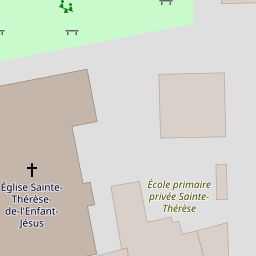 Église Sainte-
Thérèse-
de-l'Enfant-
Jésus
École primaire
privée Sainte-
Thérèse